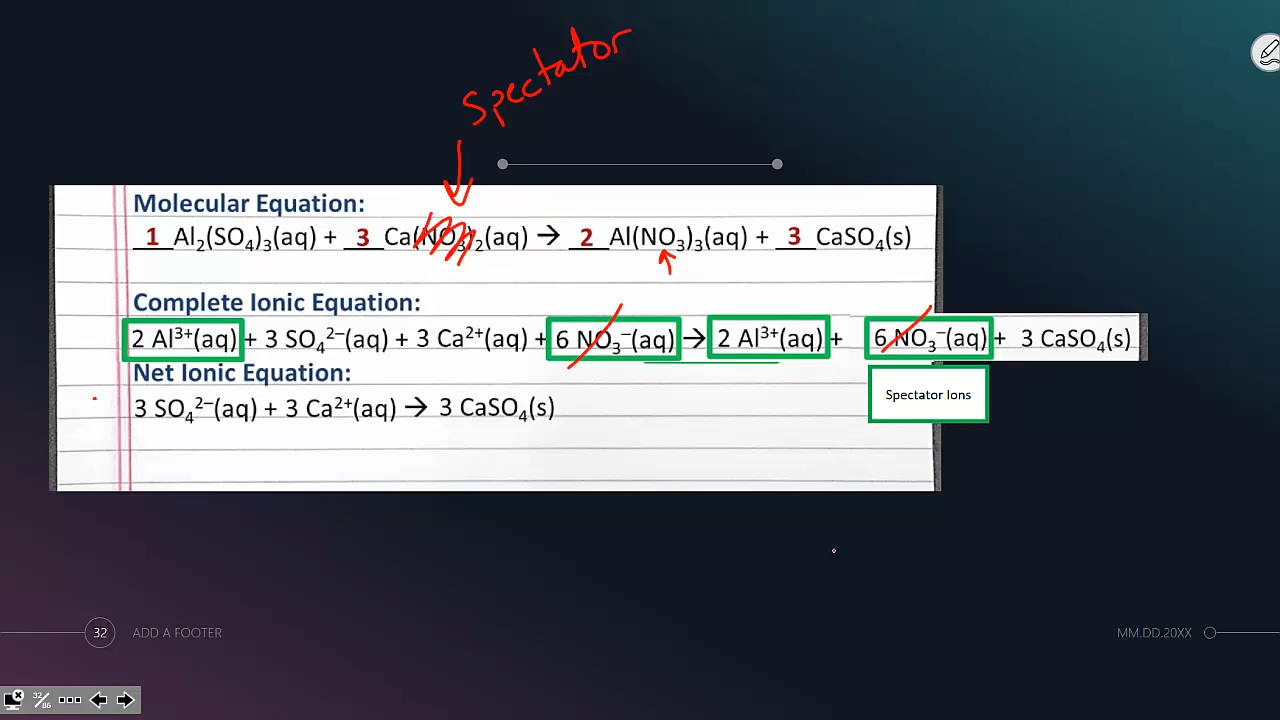 Spectator
Molecular Equation:
1 Al₂(SO₄)₃(aq) + 3 Ca(NO₃)₂(aq) → 2 Al(NO₃)₃(aq) + 3 CaSO₄(s)
Complete Ionic Equation:
2 Al³⁺(aq) + 3 SO₄²⁻(aq) + 3 Ca²⁺(aq) + 6 NO₃⁻(aq) → 2 Al³⁺(aq) + 6 NO₃⁻(aq) + 3 CaSO₄(s)
Net Ionic Equation:
Spectator Ions
3 SO₄²⁻(aq) + 3 Ca²⁺(aq) → 3 CaSO₄(s)
32 ADD A FOOTER MM.DD.20XX
32/86